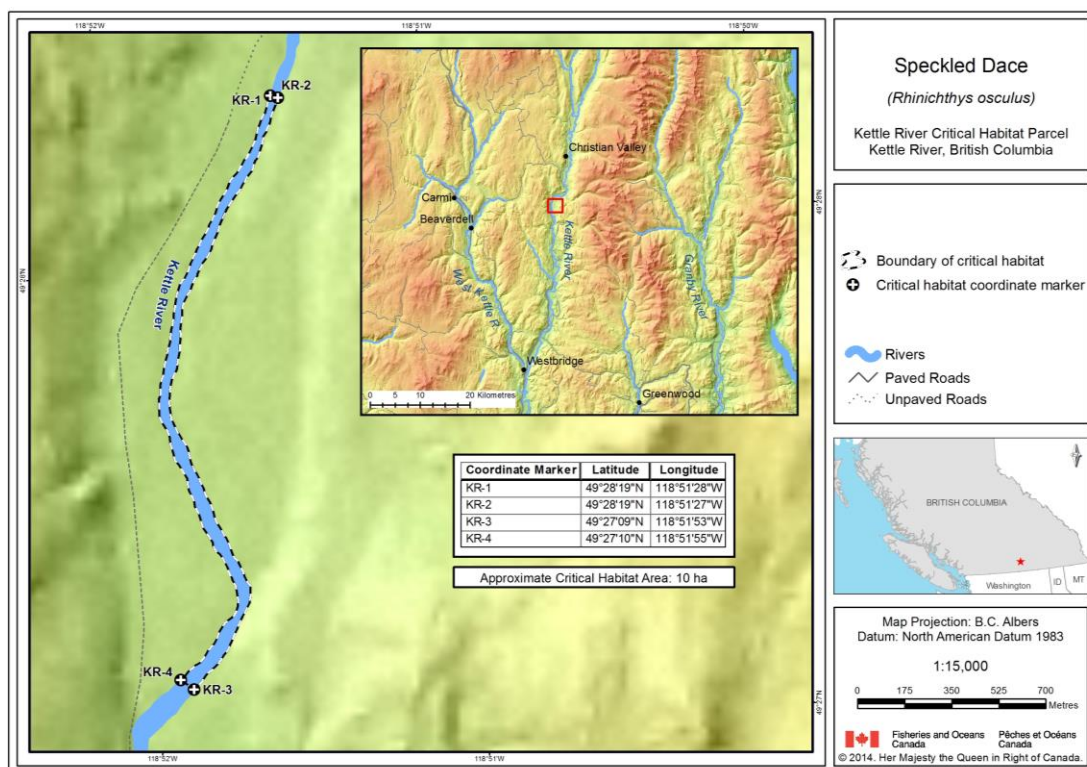 118°52'W
118°51'W
118°50'W
KR-1
KR-2
Kettle River
49°28'N
KR-4
KR-3
118°52'W
118°51'W
49°28'N
49°27'N
Christian Valley
Carmi
Beaverdell
Kettle River
West Kettle R.
Granby River
Westbridge
Greenwood
0 5 10 20 Kilometres
Coordinate Marker Latitude Longitude
KR-1 49°28'19"N 118°51'28"W
KR-2 49°28'19"N 118°51'27"W
KR-3 49°27'09"N 118°51'53"W
KR-4 49°27'10"N 118°51'55"W
Approximate Critical Habitat Area: 10 ha
Speckled Dace
(Rhinichthys osculus)
Kettle River Critical Habitat Parcel
Kettle River, British Columbia
Boundary of critical habitat
Critical habitat coordinate marker
Rivers
Paved Roads
Unpaved Roads
BRITISH COLUMBIA
Washington
ID
MT
Map Projection: B.C. Albers
Datum: North American Datum 1983
1:15,000
0 175 350 525 700
Metres
Fisheries and Oceans Pêches et Océans
Canada Canada
© 2014. Her Majesty the Queen in Right of Canada.